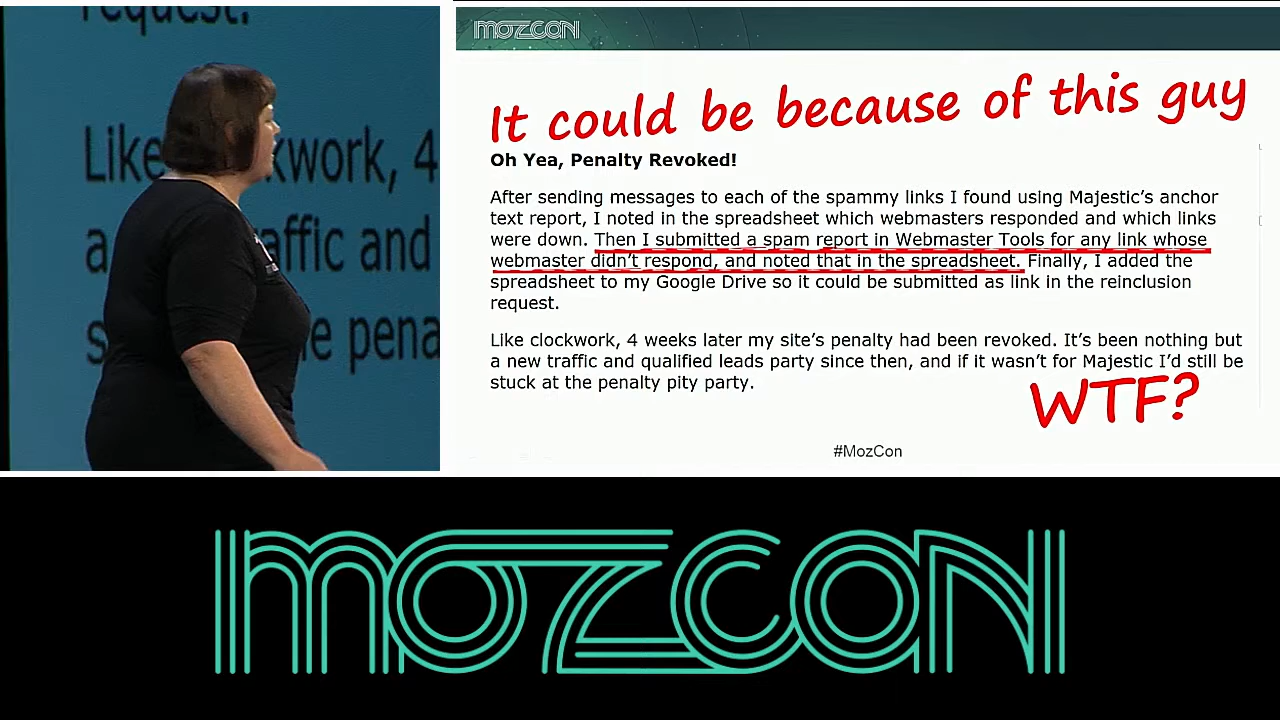 request.
Like kwork, 4
a affic and
s e pena
MOZCON
It could be because of this guy
Oh Yea, Penalty Revoked!
After sending messages to each of the spammy links I found using Majestic's anchor
text report, I noted in the spreadsheet which webmasters responded and which links
were down. Then I submitted a spam report in Webmaster Tools for any link whose
webmaster didn't respond, and noted that in the spreadsheet. Finally, I added the
spreadsheet to my Google Drive so it could be submitted as link in the reinclusion
request.
Like clockwork, 4 weeks later my site's penalty had been revoked. It's been nothing but
a new traffic and qualified leads party since then, and if it wasn't for Majestic I'd still be
stuck at the penalty pity party.
WTF?
#MozCon
MOZCON